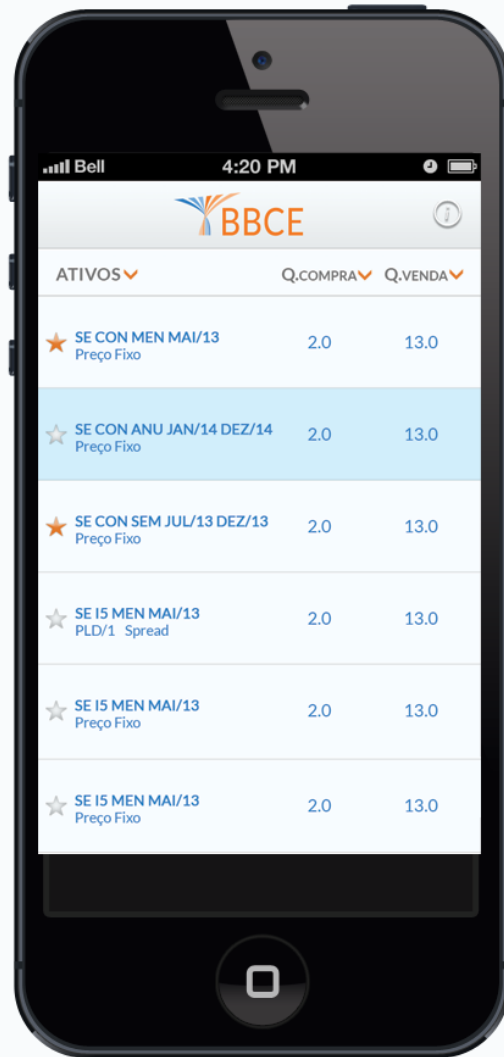 Bell 4:20 PM
BBCE
ATIVOS Q.COMPRA Q.VENDA
SE CON MEN MAI/13
Preço Fixo
2.0 13.0
SE CON ANU JAN/14 DEZ/14
Preço Fixo
2.0 13.0
SE CON SEM JUL/13 DEZ/13
Preço Fixo
2.0 13.0
SE I5 MEN MAI/13
PLD/1 Spread
2.0 13.0
SE I5 MEN MAI/13
Preço Fixo
2.0 13.0
SE I5 MEN MAI/13
Preço Fixo
2.0 13.0